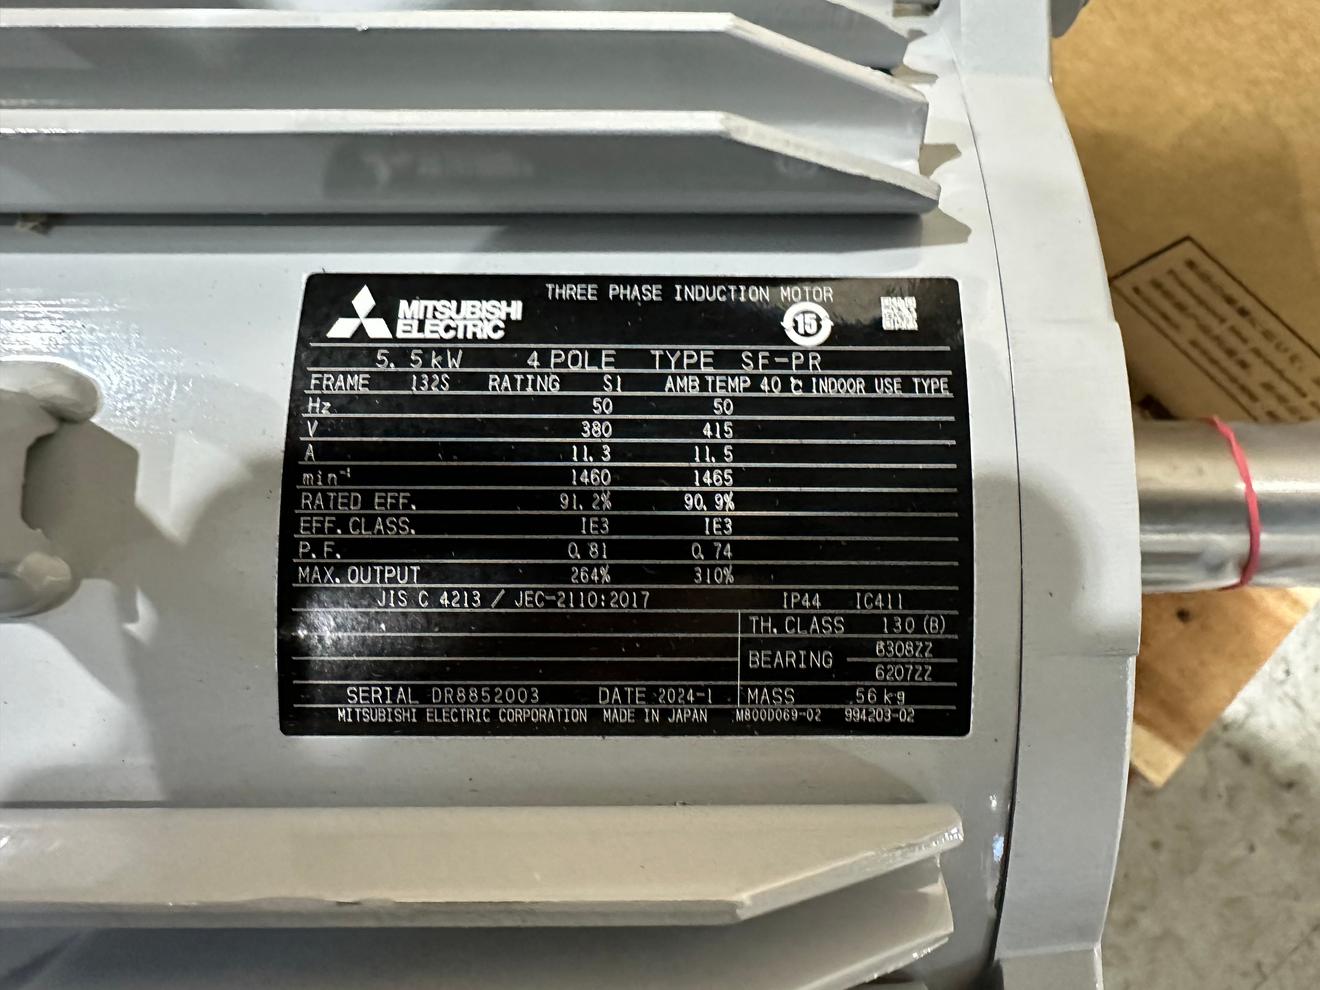 MITSUBISHI
ELECTRIC
THREE PHASE INDUCTION MOTOR
15
5.5kW 4 POLE TYPE SF-PR
FRAME 132S RATING S1 AMB TEMP 40 ℃ INDOOR USE TYPE
Hz 50 50
V 380 415
A 11.3 11.5
min⁻¹ 1460 1465
RATED EFF. 91.2% 90.9%
EFF. CLASS. IE3 IE3
P.F. 0.81 0.74
MAX. OUTPUT 264% 310%
JIS C 4213 / JEC-2110:2017 IP44 IC411
TH. CLASS 130 (B)
BEARING 6308ZZ
6207ZZ
SERIAL DR8852003 DATE 2024-1 MASS 56 kg
MITSUBISHI ELECTRIC CORPORATION MADE IN JAPAN M800D069-02 994203-02